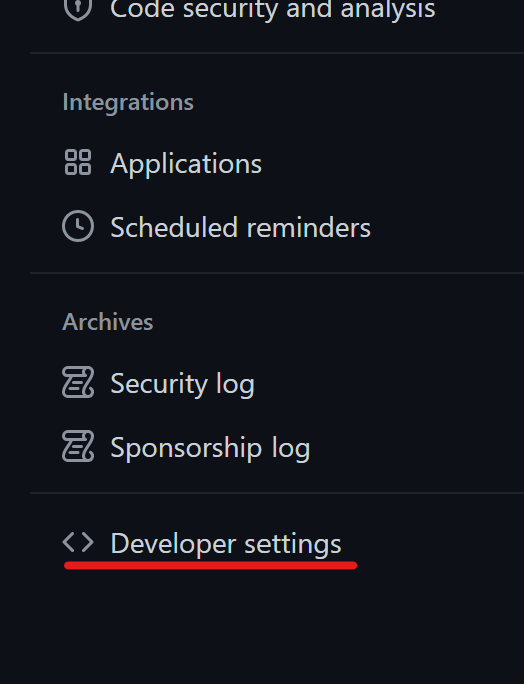 Code security and analysis
Integrations
Applications
Scheduled reminders
Archives
Security log
Sponsorship log
Developer settings